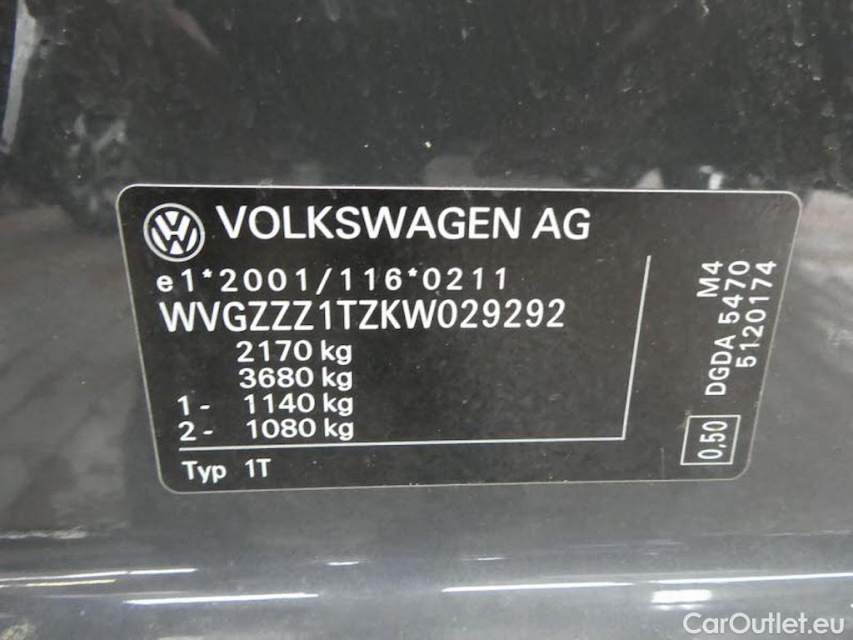 VOLKSWAGEN AG
e1*2001/116*0211
WVGZZZ1TZKW029292
2170 kg
3680 kg
1- 1140 kg
2- 1080 kg
Typ 1T
M4
DGDA 5470
5120174
0,50
CarOutlet.eu